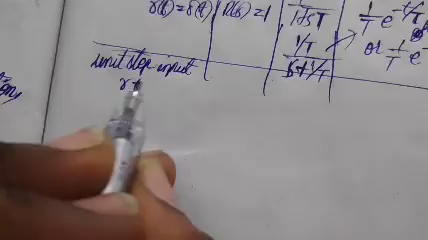 r(t)=δ(t) R(s)=1 1/1+sT 1/T e^-t/T
1/T / s+1/T or 1/T e^-
unit step input
r